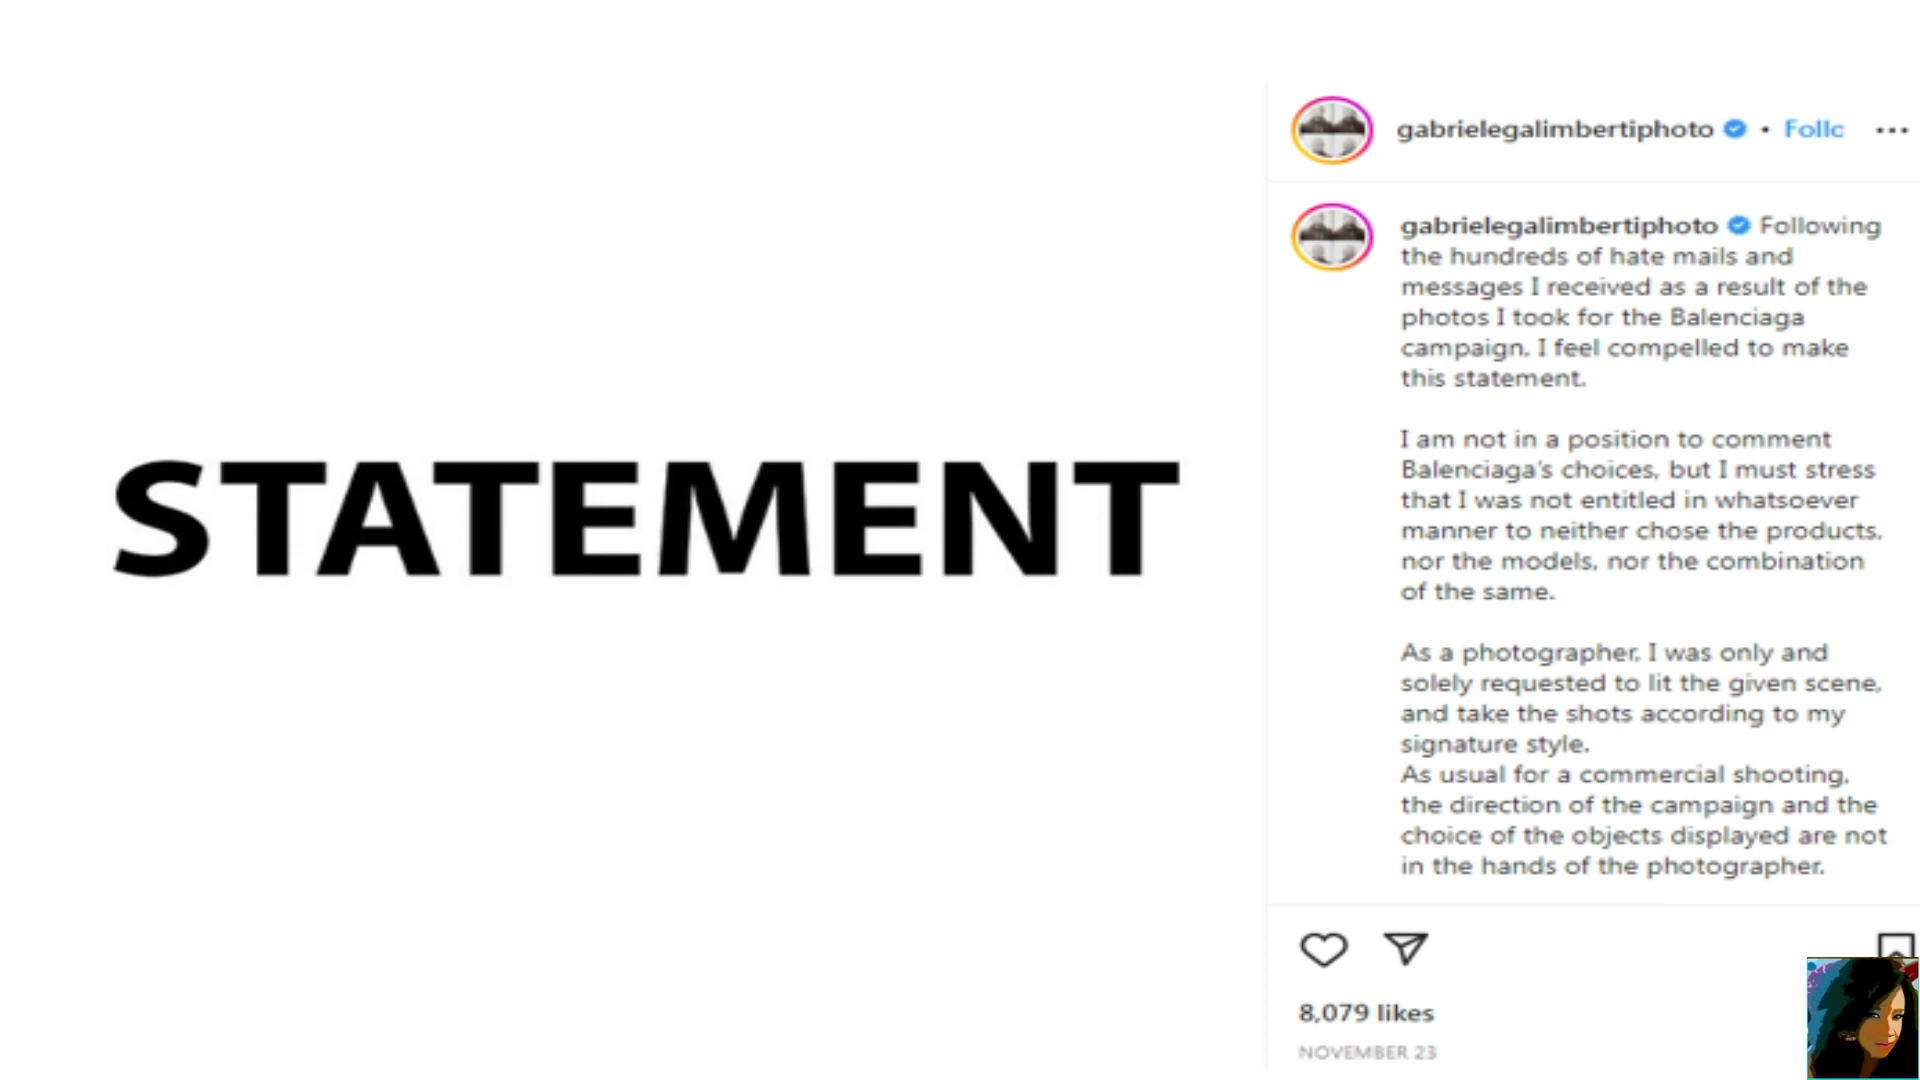 STATEMENT
gabrielegalimbertiphoto • Follc ...
gabrielegalimbertiphoto Following
the hundreds of hate mails and
messages I received as a result of the
photos I took for the Balenciaga
campaign, I feel compelled to make
this statement.
I am not in a position to comment
Balenciaga's choices, but I must stress
that I was not entitled in whatsoever
manner to neither chose the products,
nor the models, nor the combination
of the same.
As a photographer, I was only and
solely requested to lit the given scene,
and take the shots according to my
signature style.
As usual for a commercial shooting,
the direction of the campaign and the
choice of the objects displayed are not
in the hands of the photographer.
8,079 likes
NOVEMBER 23